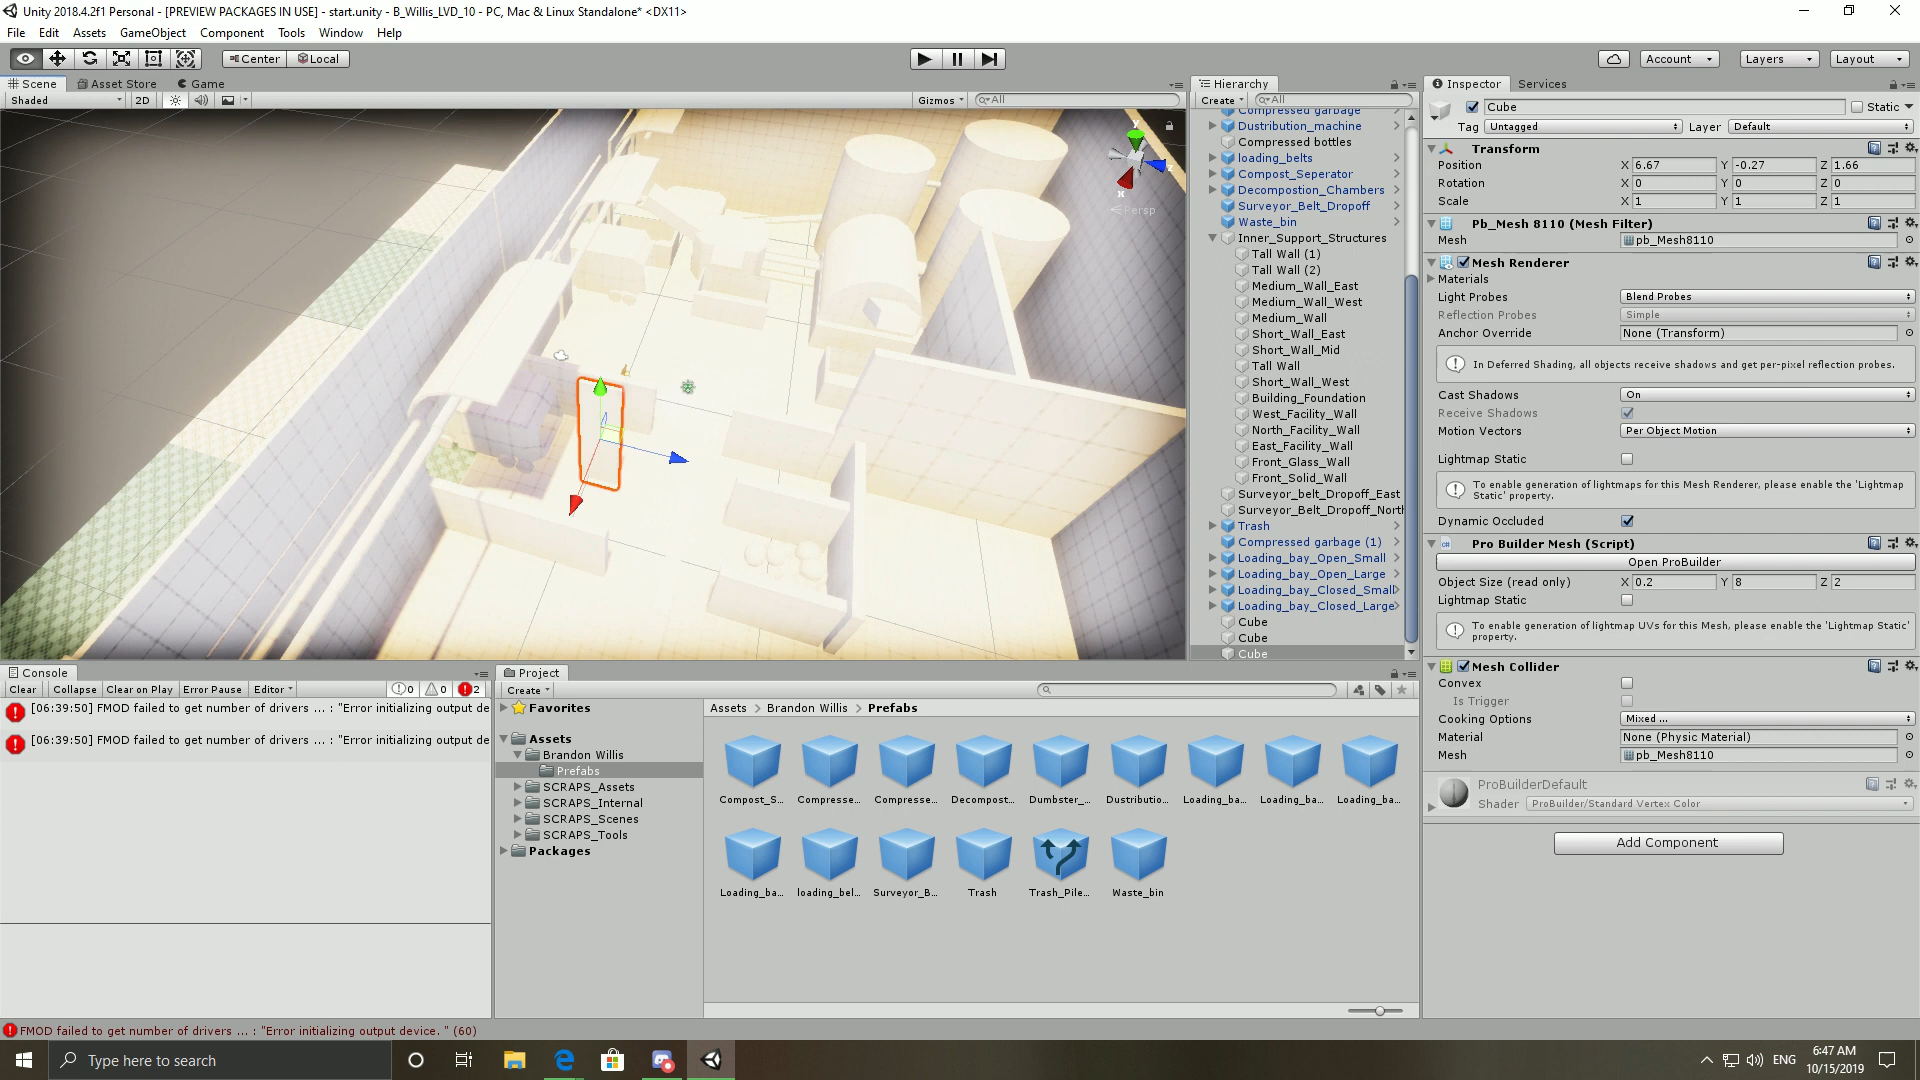 Unity 2018.4.2f1 Personal - [PREVIEW PACKAGES IN USE] - start.unity - B_Willis_LVD_10 - PC, Mac & Linux Standalone* <DX11>
File Edit Assets GameObject Component Tools Window Help
Center Local
Account Layers Layout
Scene Asset Store Game
Shaded 2D Gizmos All
y
x
z
Persp
Hierarchy
Create All
Compressed garbage
Dustribution_machine
Compressed bottles
loading_belts
Compost_Seperator
Decompostion_Chambers
Surveyor_Belt_Dropoff
Waste_bin
Inner_Support_Structures
Tall Wall (1)
Tall Wall (2)
Medium_Wall_East
Medium_Wall_West
Medium_Wall
Short_Wall_East
Short_Wall_Mid
Tall Wall
Short_Wall_West
Building_Foundation
West_Facility_Wall
North_Facility_Wall
East_Facility_Wall
Front_Glass_Wall
Front_Solid_Wall
Surveyor_belt_Dropoff_East
Surveyor_Belt_Dropoff_Nort
Trash
Compressed garbage (1)
Loading_bay_Open_Small
Loading_bay_Open_Large
Loading_bay_Closed_Small
Loading_bay_Closed_Large
Cube
Cube
Cube
Inspector Services
Cube Static
Tag Untagged Layer Default
Transform
Position X 6.67 Y -0.27 Z 1.66
Rotation X 0 Y 0 Z 0
Scale X 1 Y 1 Z 1
Pb_Mesh 8110 (Mesh Filter)
Mesh pb_Mesh8110
Mesh Renderer
Materials
Light Probes Blend Probes
Reflection Probes Simple
Anchor Override None (Transform)
In Deferred Shading, all objects receive shadows and get per-pixel reflection probes.
Cast Shadows On
Receive Shadows
Motion Vectors Per Object Motion
Lightmap Static
To enable generation of lightmaps for this Mesh Renderer, please enable the 'Lightmap
Static' property.
Dynamic Occluded
Pro Builder Mesh (Script)
Open ProBuilder
Object Size (read only) X 0.2 Y 8 Z 2
Lightmap Static
To enable generation of lightmap UVs for this Mesh, please enable the 'Lightmap Static'
property.
Mesh Collider
Convex
Is Trigger
Cooking Options Mixed ...
Material None (Physic Material)
Mesh pb_Mesh8110
ProBuilderDefault
Shader ProBuilder/Standard Vertex Color
Add Component
Console
Clear Collapse Clear on Play Error Pause Editor 0 0 2
[06:39:50] FMOD failed to get number of drivers ... : "Error initializing output de
[06:39:50] FMOD failed to get number of drivers ... : "Error initializing output de
Project
Create
Favorites
Assets
Brandon Willis
Prefabs
SCRAPS_Assets
SCRAPS_Internal
SCRAPS_Scenes
SCRAPS_Tools
Packages
Assets > Brandon Willis > Prefabs
Compost_S... Compresse... Compresse... Decompost... Dumbster_... Dustributio... Loading_ba... Loading_ba... Loading_ba...
Loading_ba... loading_bel... Surveyor_B... Trash Trash_Pile... Waste_bin
FMOD failed to get number of drivers ... : "Error initializing output device. " (60)
Type here to search
ENG
6:47 AM
10/15/2019